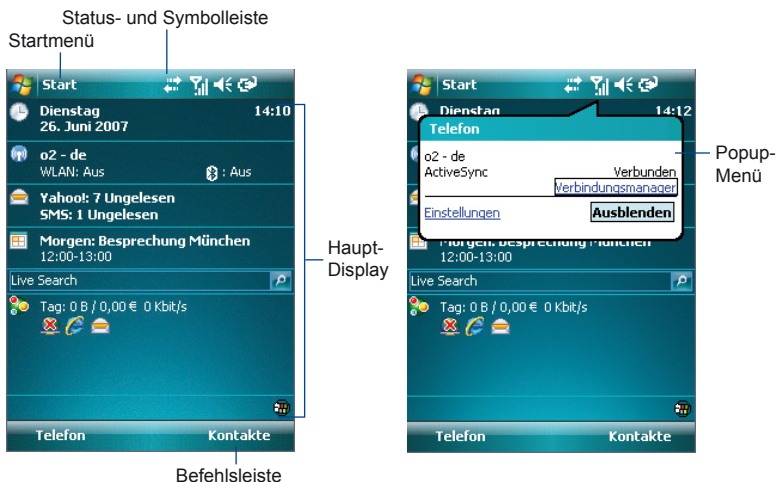 Status- und Symbolleiste
Startmenü
Start
Dienstag 14:10
26. Juni 2007
o2 - de
WLAN: Aus : Aus
Yahoo!: 7 Ungelesen
SMS: 1 Ungelesen
Morgen: Besprechung München
12:00-13:00
Live Search
Tag: 0 B / 0,00 € 0 Kbit/s
Telefon Kontakte
Haupt-
Display
Befehlsleiste
Start
Dienstag 14:12
Telefon
o2 - de
ActiveSync Verbunden
Verbindungsmanager
Einstellungen Ausblenden
Morgen: Besprechung München
12:00-13:00
Live Search
Tag: 0 B / 0,00 € 0 Kbit/s
Telefon Kontakte
Popup-
Menü